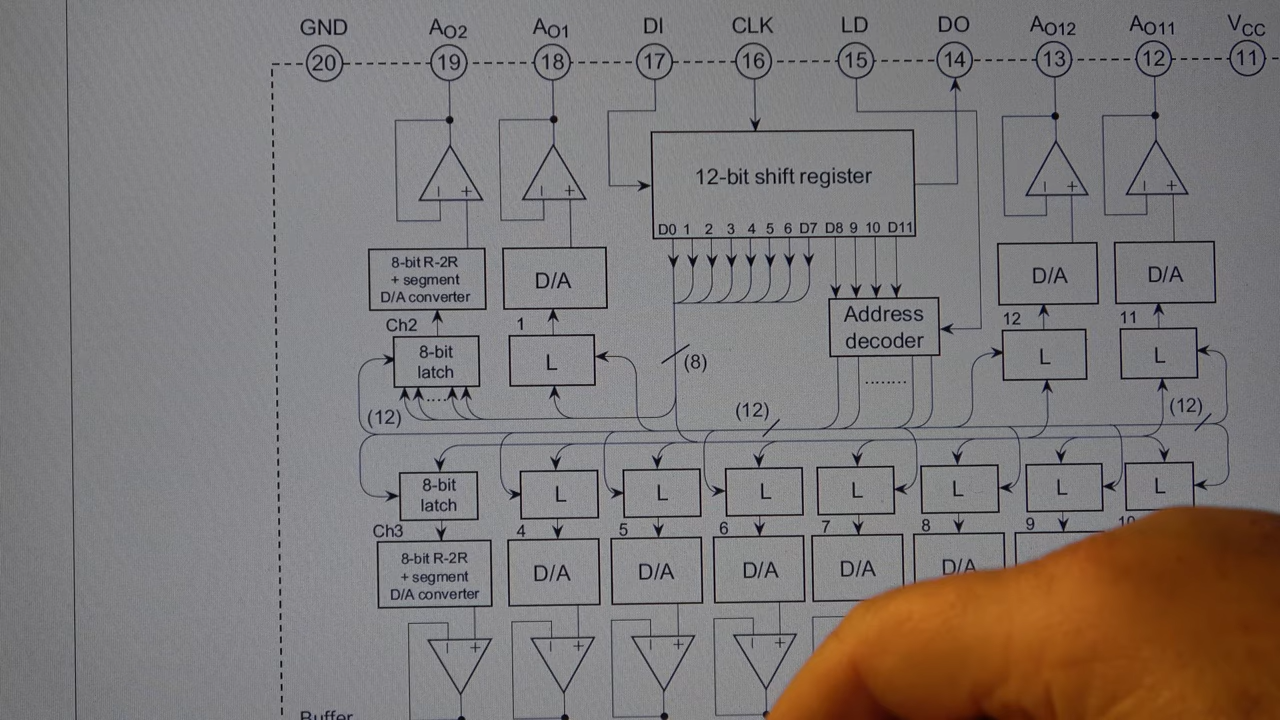 GND AO2 AO1 DI CLK LD DO AO12 AO11 VCC
20 19 18 17 16 15 14 13 12 11
12-bit shift register
D0 1 2 3 4 5 6 D7 D8 9 10 D11
8-bit R-2R
+ segment
D/A converter
D/A
D/A
D/A
Address
decoder
Ch2
1
12
11
8-bit
latch
L
L
L
(8)
........
.....
(12)
(12)
(12)
8-bit
latch
L
L
L
L
L
L
L
Ch3
4
5
6
7
8
9
8-bit R-2R
+ segment
D/A converter
D/A
D/A
D/A
D/A
D/A
Buffer